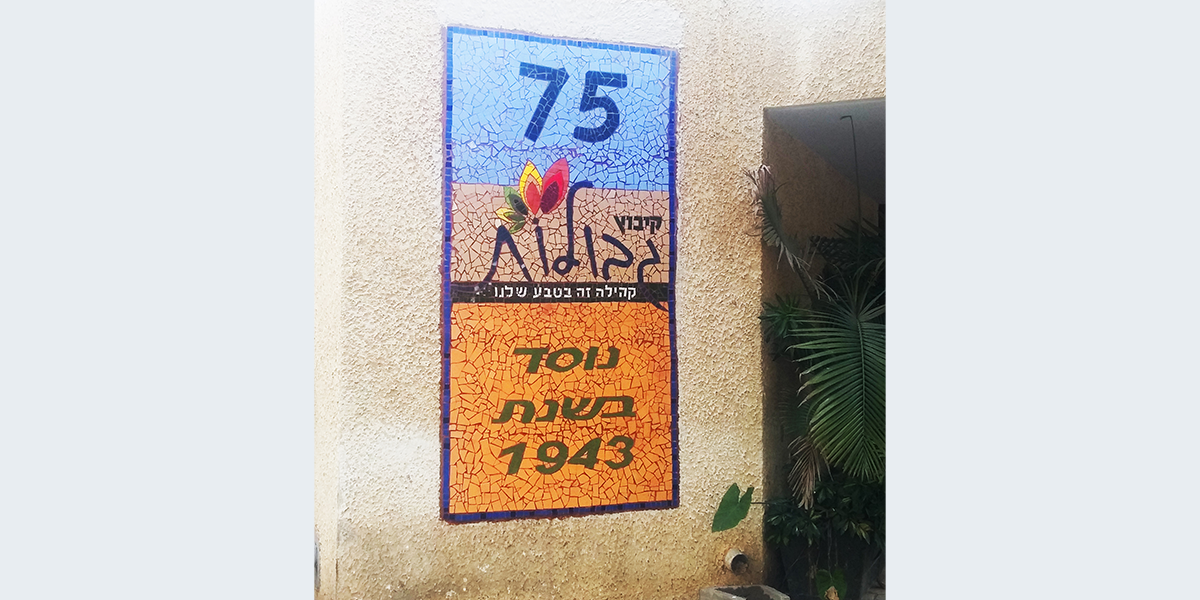 75
קיבוץ
גבולות
קהילה זה בטבע שלנו
נוסד
בשנת
1943